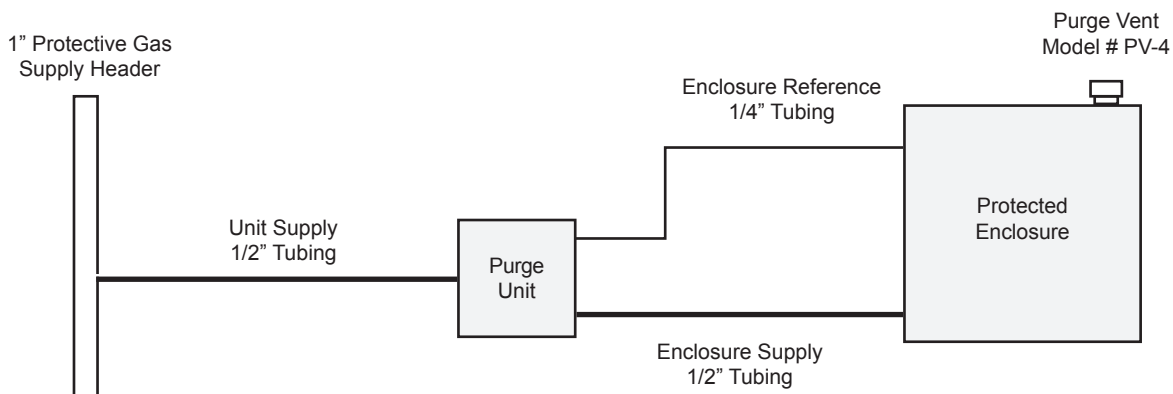 1” Protective Gas
Supply Header
Unit Supply
1/2” Tubing
Purge
Unit
Enclosure Reference
1/4” Tubing
Enclosure Supply
1/2” Tubing
Purge Vent
Model # PV-4
Protected
Enclosure